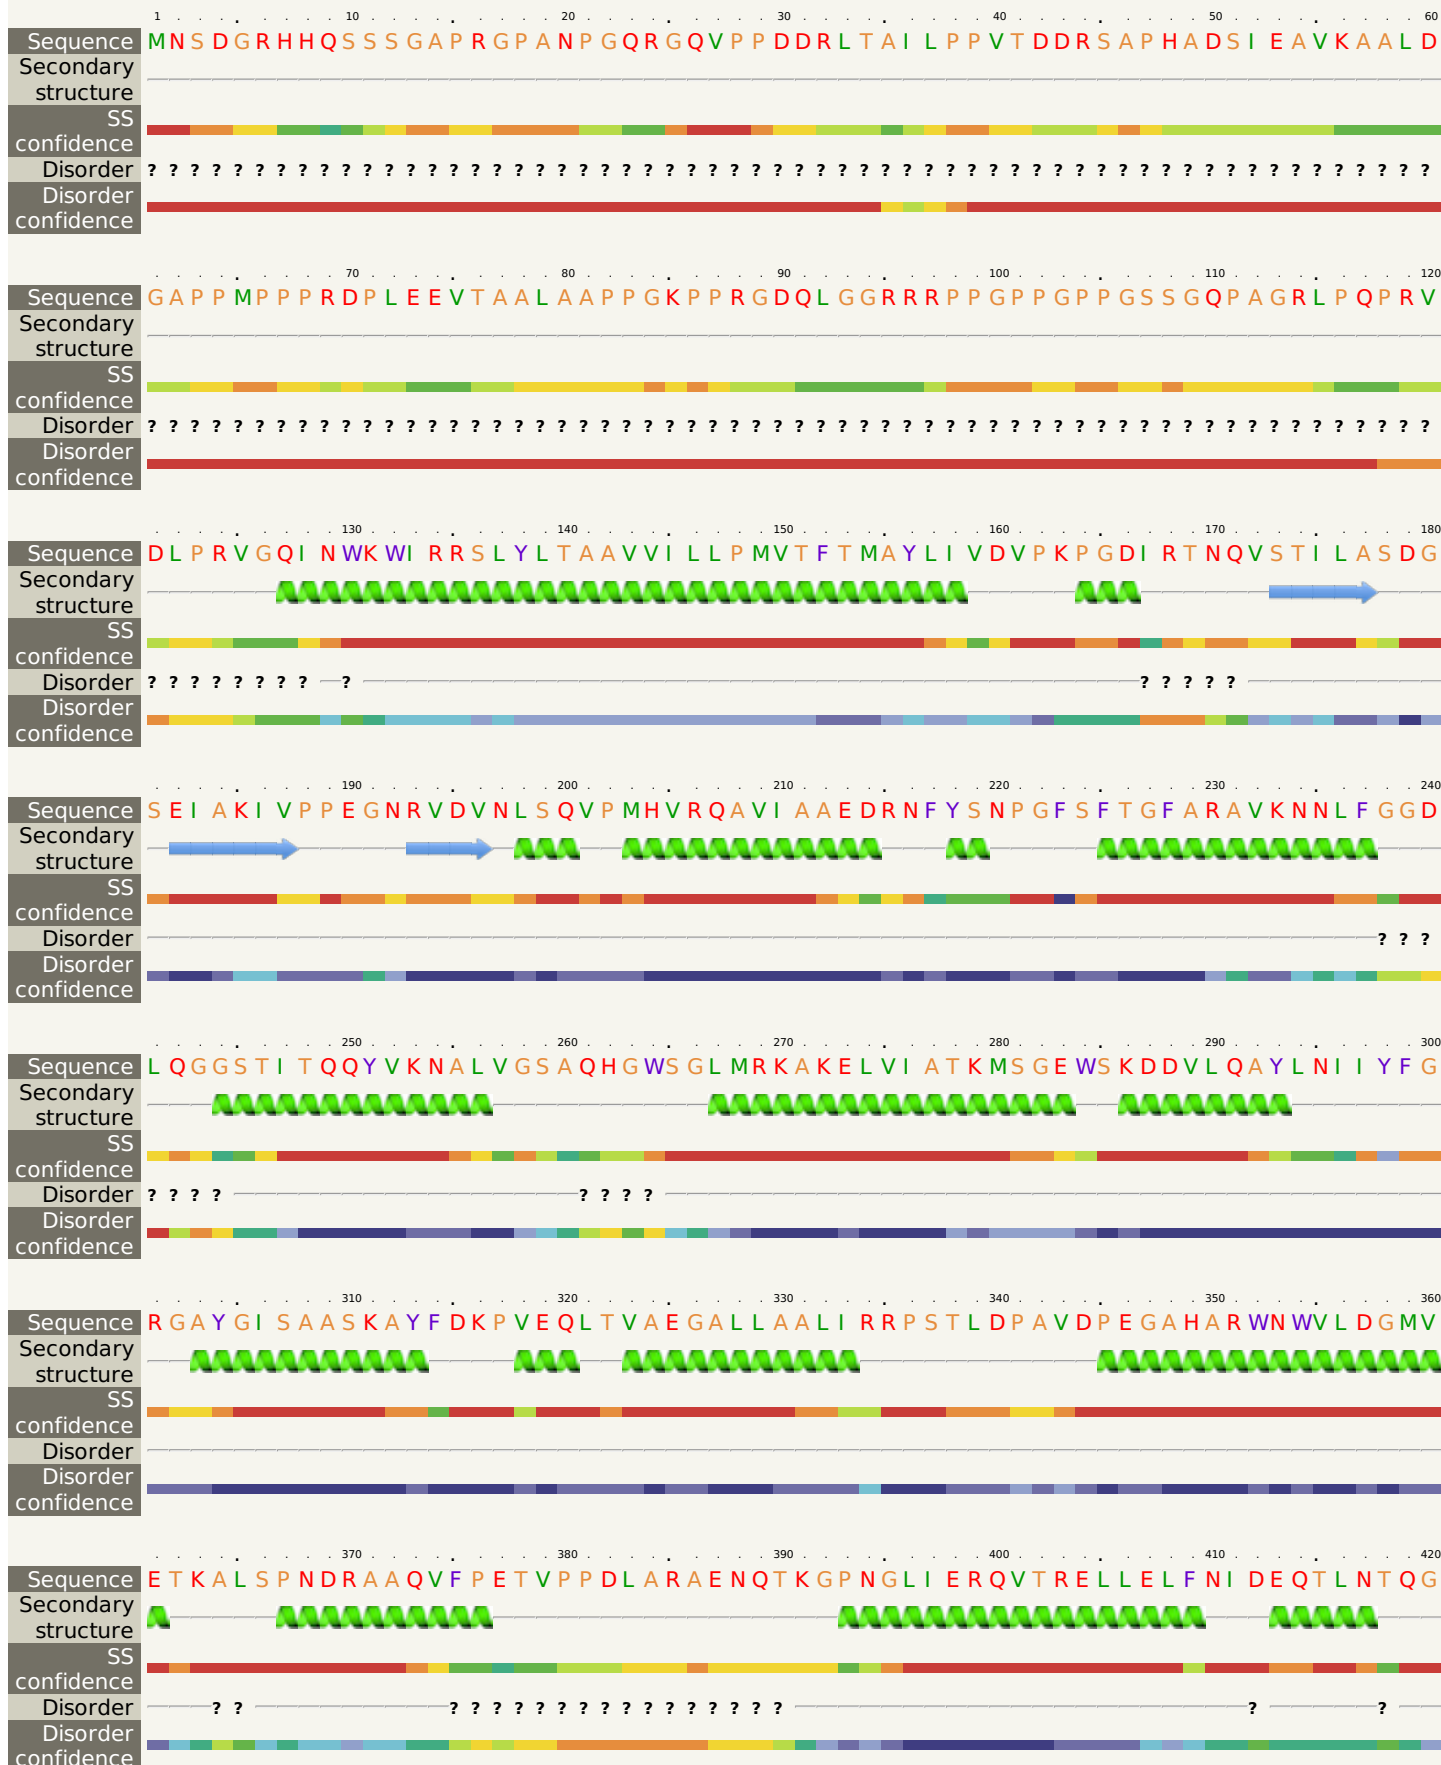 1 10 20 30 40 50 60
Sequence MNSDGRHHQSSSGAPRGPANPGQRGQVPPDDRLTAILPPVTDDRSAPHADSIEAVKAALD
Secondary
structure
SS
confidence
Disorder ? ? ? ? ? ? ? ? ? ? ? ? ? ? ? ? ? ? ? ? ? ? ? ? ? ? ? ? ? ? ? ? ? ? ? ? ? ? ? ? ? ? ? ? ? ? ? ? ? ? ? ? ? ? ? ? ? ? ? ?
Disorder
confidence
70 80 90 100 110 120
Sequence GAPPMPPPRDPLEEVTAALAAPPGKPPRGDQLGGRRRPPGPPGPPGSSGQPAGRLPQPRV
Secondary
structure
SS
confidence
Disorder ? ? ? ? ? ? ? ? ? ? ? ? ? ? ? ? ? ? ? ? ? ? ? ? ? ? ? ? ? ? ? ? ? ? ? ? ? ? ? ? ? ? ? ? ? ? ? ? ? ? ? ? ? ? ? ? ? ? ? ?
Disorder
confidence
130 140 150 160 170 180
Sequence DLPRVGQINWKWIRRSLYLTAAVVILLPMVTFTMAYLIVDVPKPGDIRTNQVSTILASDG
Secondary
structure
SS
confidence
Disorder ? ? ? ? ? ? ? ? ? ? ? ? ? ?
Disorder
confidence
190 200 210 220 230 240
Sequence SEIAKIVPPEGNRVDVNLSQVPMHVRQAVIAAEDRNFYSNPGFSFTGFARAVKNNLFGGD
Secondary
structure
SS
confidence
Disorder ? ? ?
Disorder
confidence
250 260 270 280 290 300
Sequence LQGGSTITQQYVKNALVGSAQHGWSGLMRKAKELVIATKMSGEWSKDDVLQAYLNIIYFG
Secondary
structure
SS
confidence
Disorder ? ? ? ? ? ? ? ?
Disorder
confidence
310 320 330 340 350 360
Sequence RGAYGISAASKAYFDKPVEQLTVAEGALLAALIRRPSTLDPAVDPEGAHARWNWVLDGMV
Secondary
structure
SS
confidence
Disorder
Disorder
confidence
370 380 390 400 410 420
Sequence ETKALSPNDRAAQVFPETVPPDLARAENQTKGPNGLIERQVTRELLELFNIDEQTLNTQG
Secondary
structure
SS
confidence
Disorder ? ? ? ? ? ? ? ? ? ? ? ? ? ? ? ? ? ? ? ?
Disorder
confidence